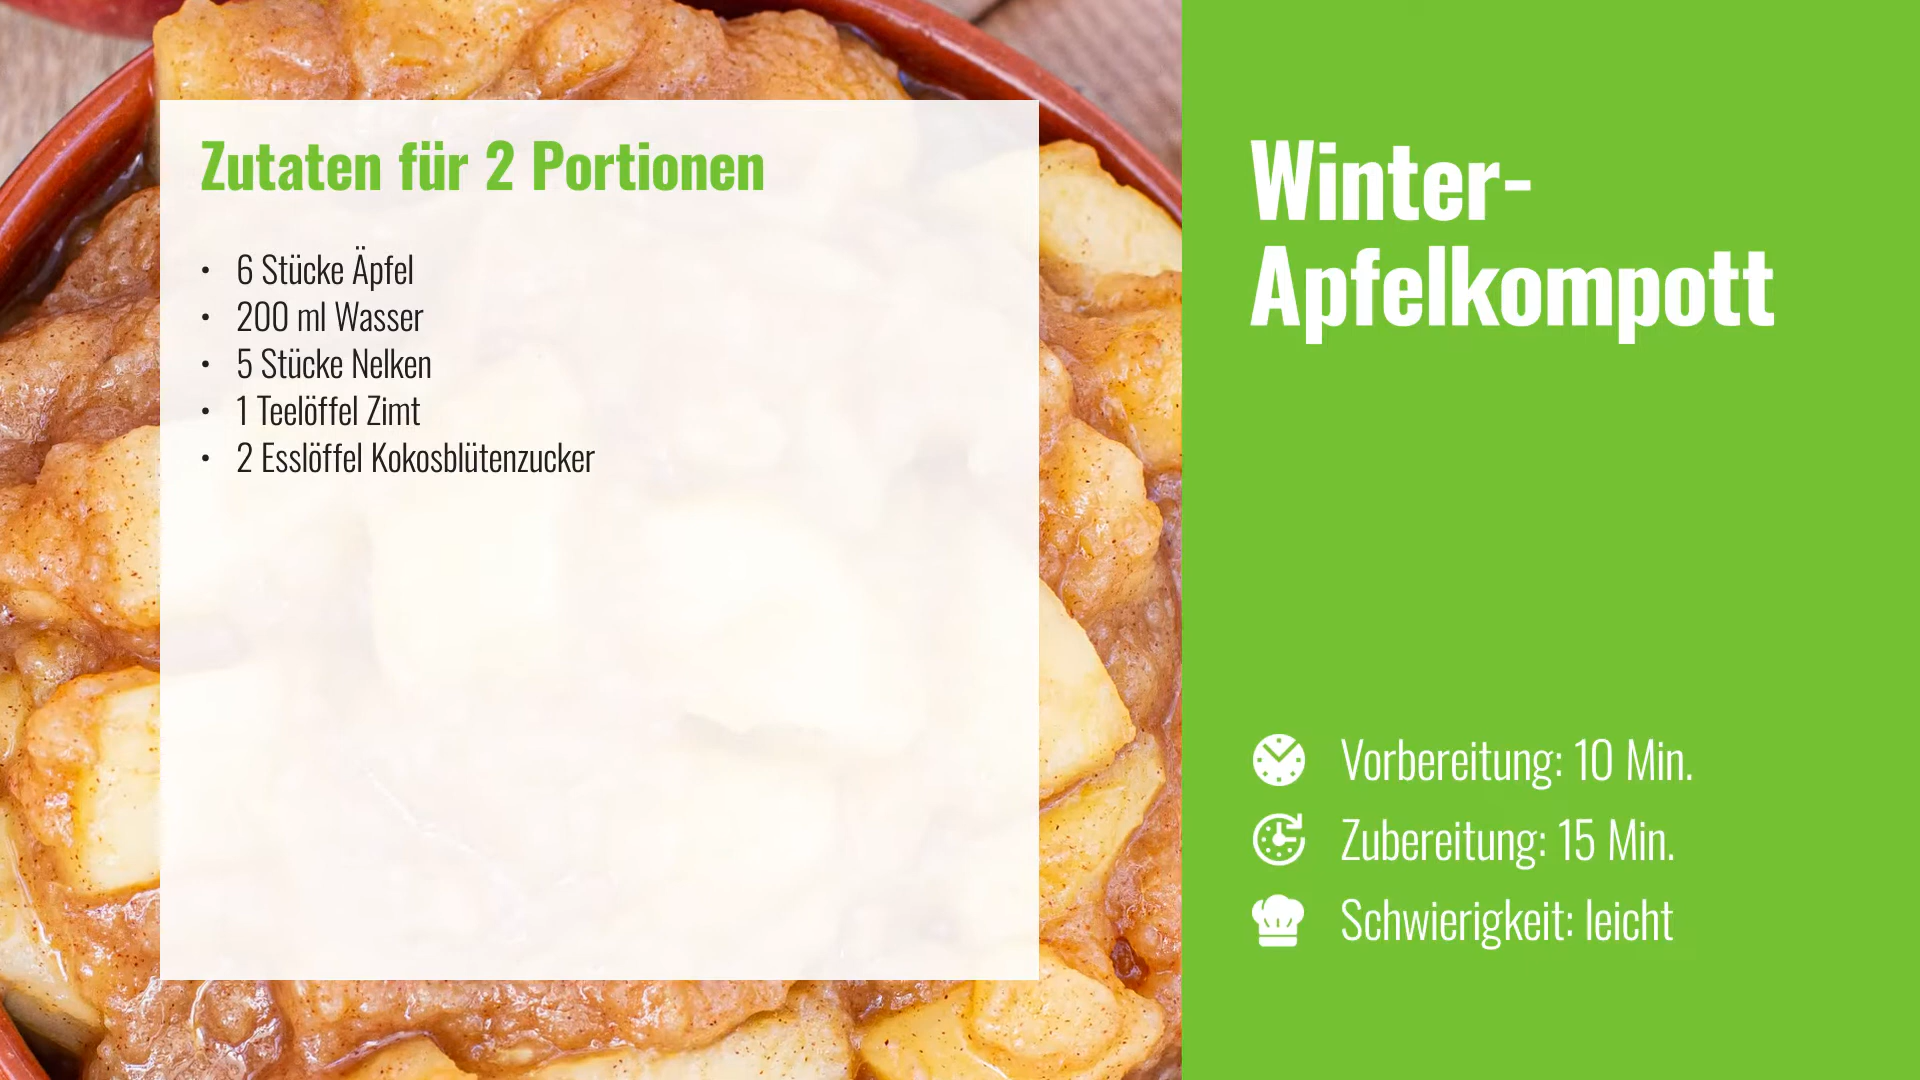 Zutaten für 2 Portionen
• 6 Stücke Äpfel
• 200 ml Wasser
• 5 Stücke Nelken
• 1 Teelöffel Zimt
• 2 Esslöffel Kokosblütenzucker
Winter-
Apfelkompott
Vorbereitung: 10 Min.
Zubereitung: 15 Min.
Schwierigkeit: leicht